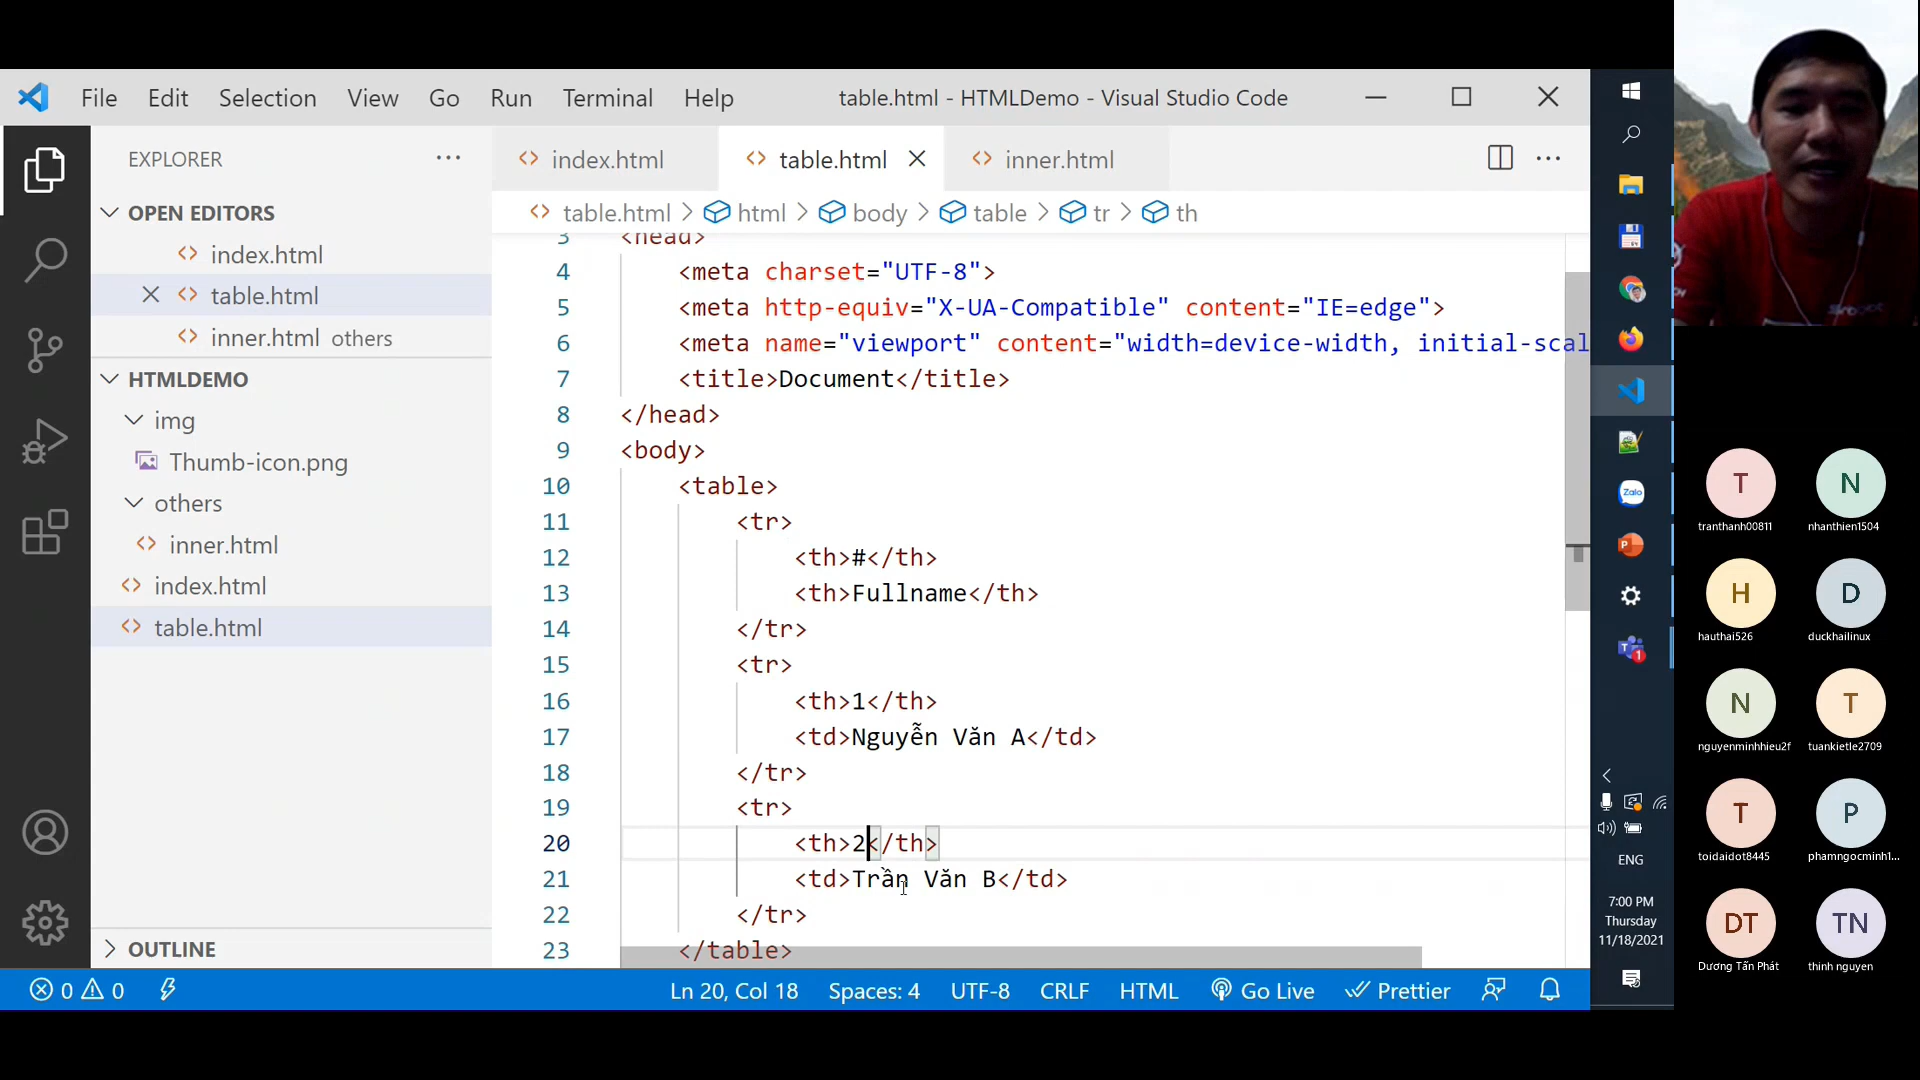 File Edit Selection View Go Run Terminal Help table.html - HTMLDemo - Visual Studio Code
EXPLORER
OPEN EDITORS
index.html
table.html
inner.html others
HTMLDEMO
img
Thumb-icon.png
others
inner.html
index.html
table.html
OUTLINE
index.html table.html inner.html
table.html > html > body > table > tr > th
3 <head>
4 <meta charset="UTF-8">
5 <meta http-equiv="X-UA-Compatible" content="IE=edge">
6 <meta name="viewport" content="width=device-width, initial-scal
7 <title>Document</title>
8 </head>
9 <body>
10 <table>
11 <tr>
12 <th>#</th>
13 <th>Fullname</th>
14 </tr>
15 <tr>
16 <th>1</th>
17 <td>Nguyễn Văn A</td>
18 </tr>
19 <tr>
20 <th>2</th>
21 <td>Trần Văn B</td>
22 </tr>
23 </table>
0 0 Ln 20, Col 18 Spaces: 4 UTF-8 CRLF HTML Go Live Prettier
Zalo
P
T 1
ENG
7:00 PM
Thursday
11/18/2021
T N
tranthanh00811 nhanthien1504
H D
hauthai526 duckhailinux
N T
nguyenminhhieu2f tuankietle2709
T P
toidaidot8445 phamngocminh1...
DT TN
Dương Tấn Phát thinh nguyen